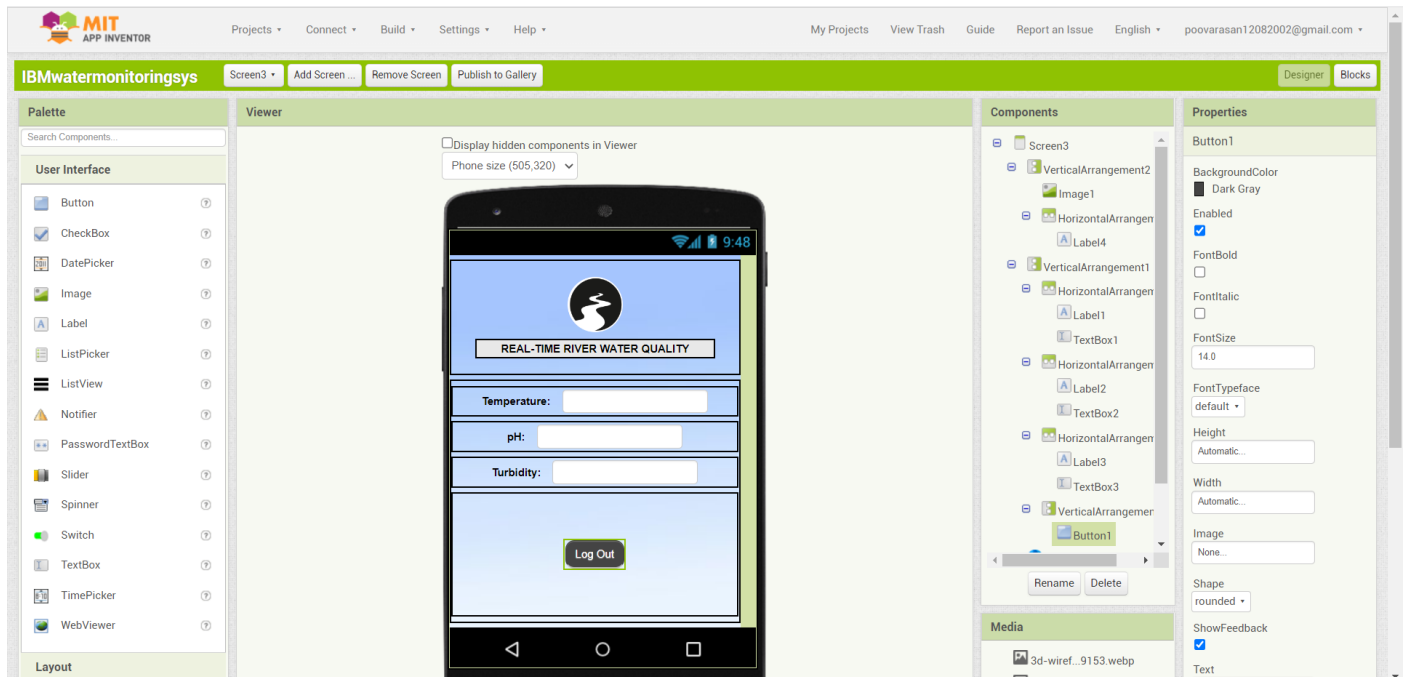 MIT
APP INVENTOR
Projects Connect Build Settings Help My Projects View Trash Guide Report an Issue English poovarasan12082002@gmail.com
IBMwatermonitoringsys Screen3 Add Screen ... Remove Screen Publish to Gallery Designer Blocks
Palette
Search Components...
User Interface
Button
CheckBox
DatePicker
Image
Label
ListPicker
ListView
Notifier
PasswordTextBox
Slider
Spinner
Switch
TextBox
TimePicker
WebViewer
Layout
Viewer
Display hidden components in Viewer
Phone size (505,320)
9:48
REAL-TIME RIVER WATER QUALITY
Temperature:
pH:
Turbidity:
Log Out
Components
Screen3
VerticalArrangement2
Image1
HorizontalArrangem
Label4
VerticalArrangement1
HorizontalArrangem
Label1
TextBox1
HorizontalArrangem
Label2
TextBox2
HorizontalArrangem
Label3
TextBox3
VerticalArrangemer
Button1
Rename Delete
Media
3d-wiref...9153.webp
Properties
Button1
BackgroundColor
Dark Gray
Enabled
FontBold
FontItalic
FontSize
14.0
FontTypeface
default
Height
Automatic...
Width
Automatic...
Image
None...
Shape
rounded
ShowFeedback
Text